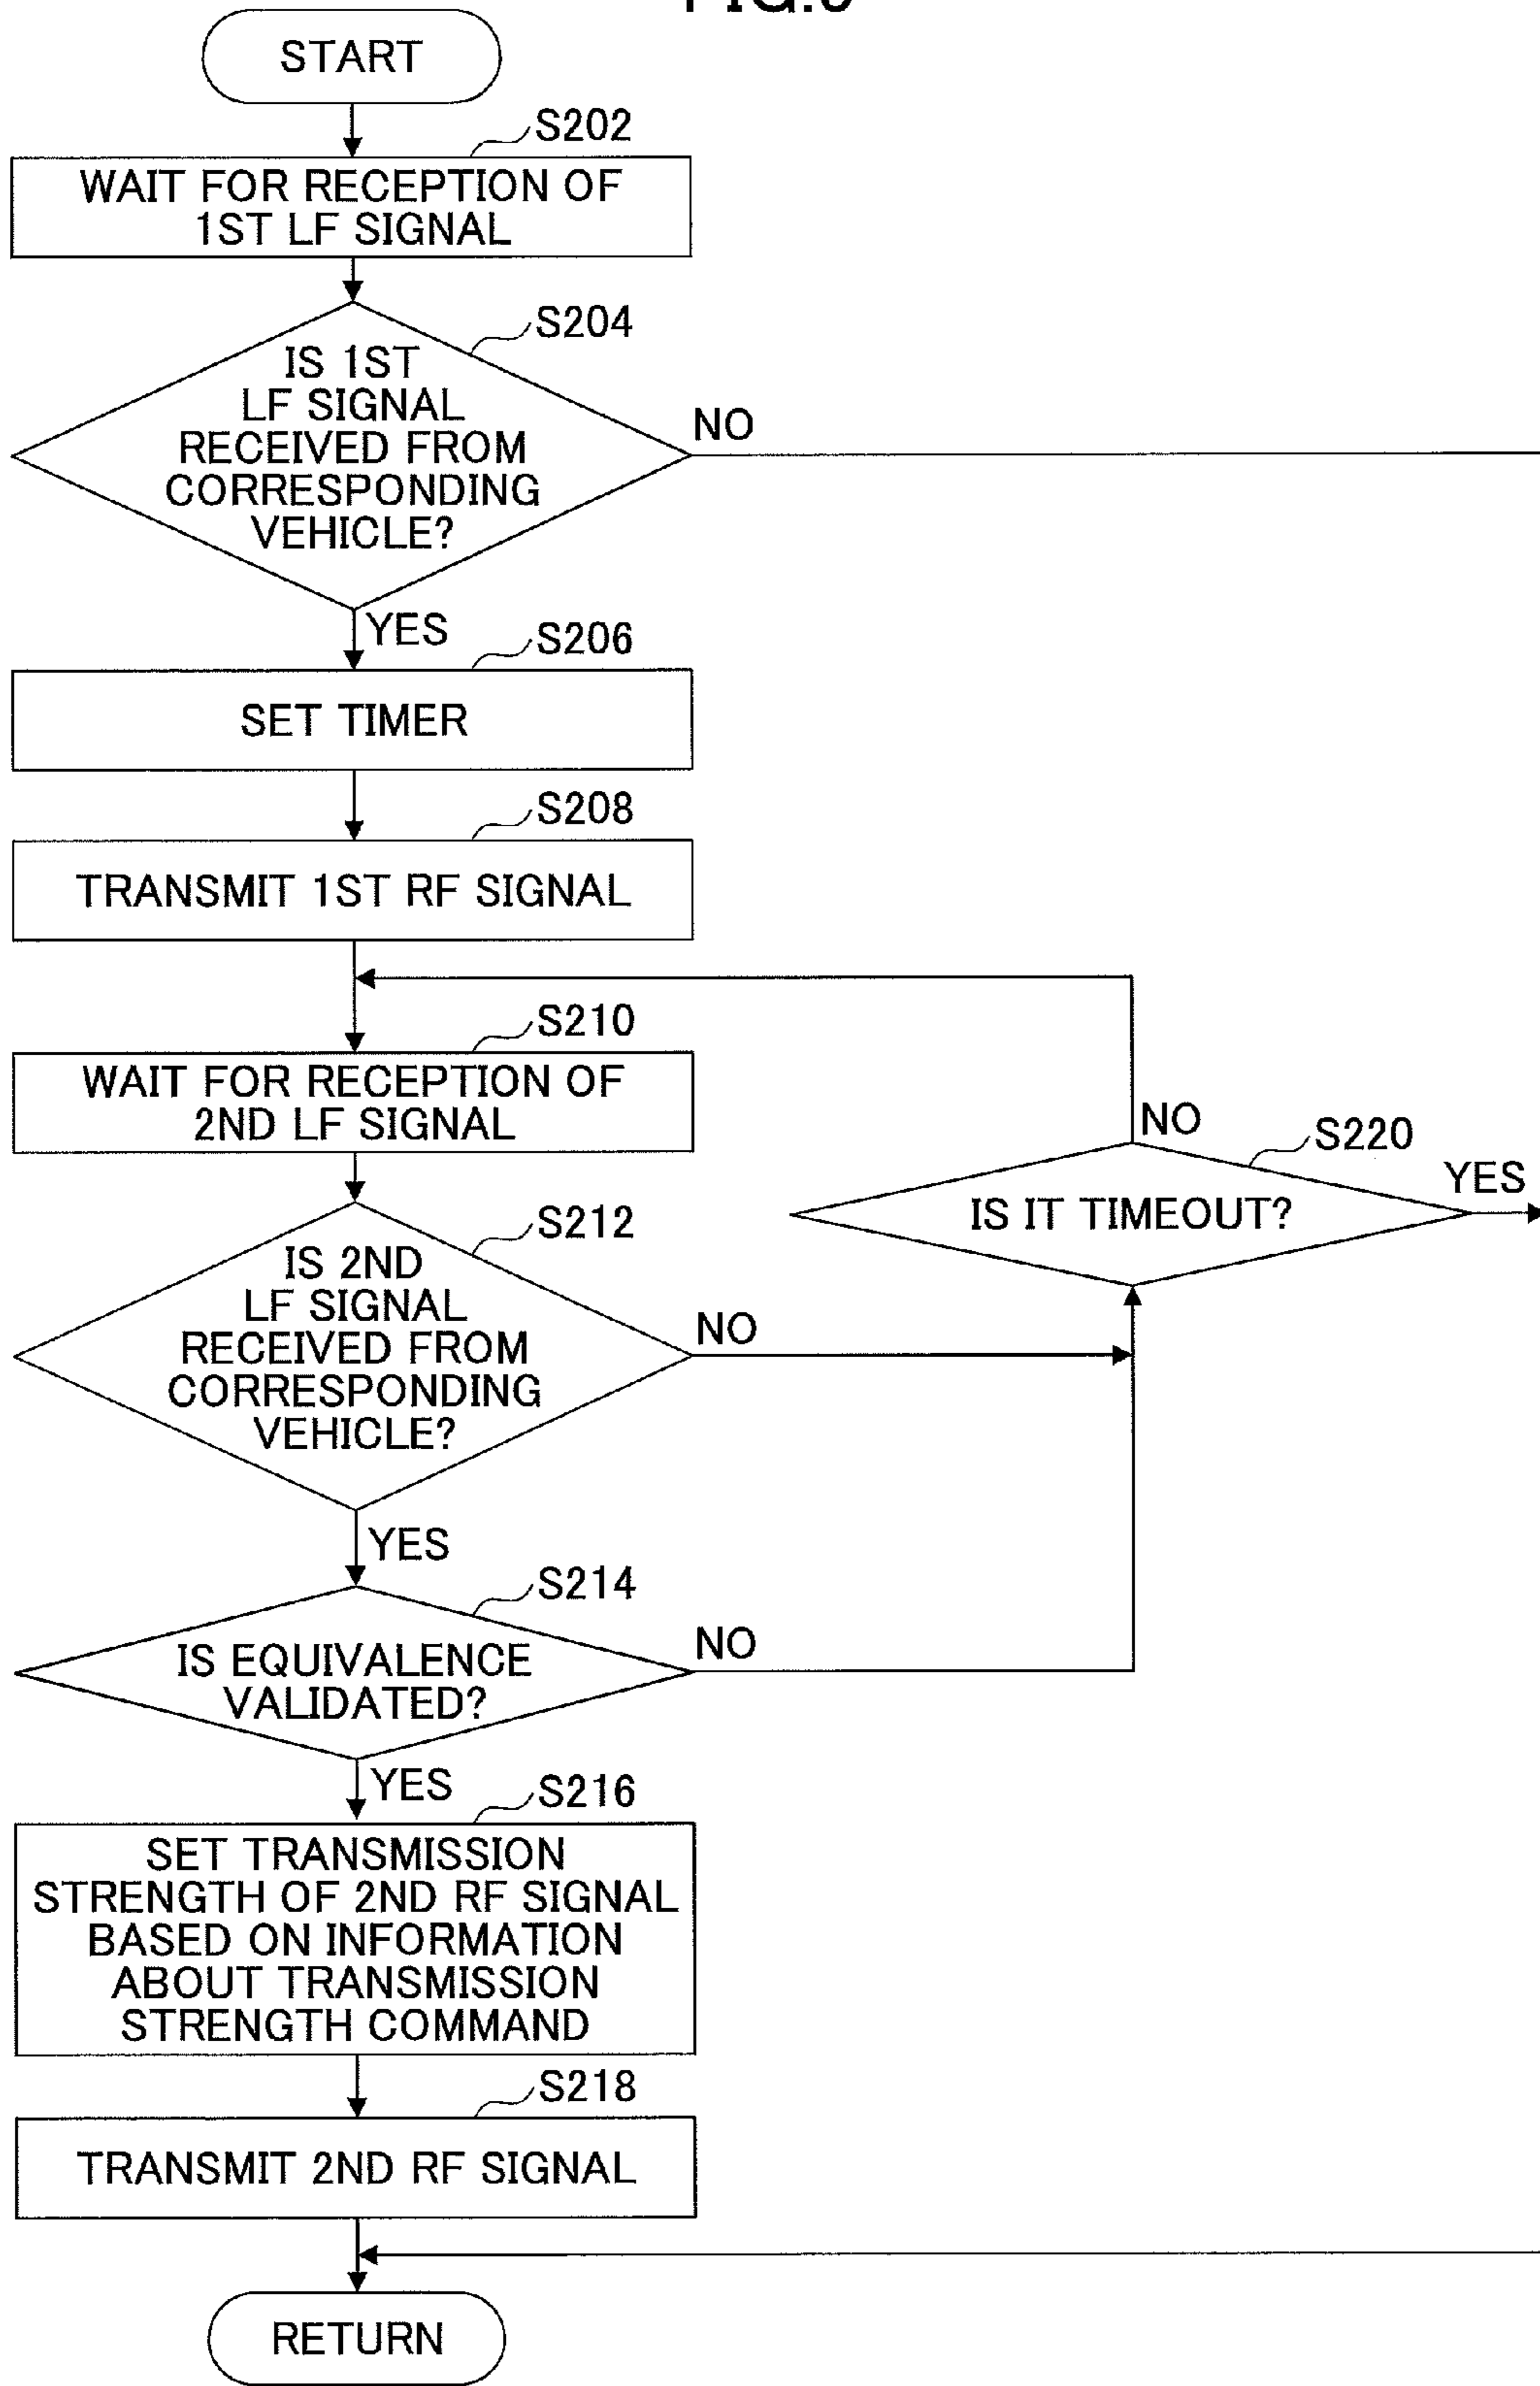 START
S202
WAIT FOR RECEPTION OF
1ST LF SIGNAL
S204
IS 1ST
LF SIGNAL
RECEIVED FROM
CORRESPONDING
VEHICLE?
NO
YES
S206
SET TIMER
S208
TRANSMIT 1ST RF SIGNAL
S210
WAIT FOR RECEPTION OF
2ND LF SIGNAL
NO
S220
YES
IS IT TIMEOUT?
S212
IS 2ND
LF SIGNAL
RECEIVED FROM
CORRESPONDING
VEHICLE?
NO
YES
S214
IS EQUIVALENCE
VALIDATED?
NO
YES
S216
SET TRANSMISSION
STRENGTH OF 2ND RF SIGNAL
BASED ON INFORMATION
ABOUT TRANSMISSION
STRENGTH COMMAND
S218
TRANSMIT 2ND RF SIGNAL
RETURN